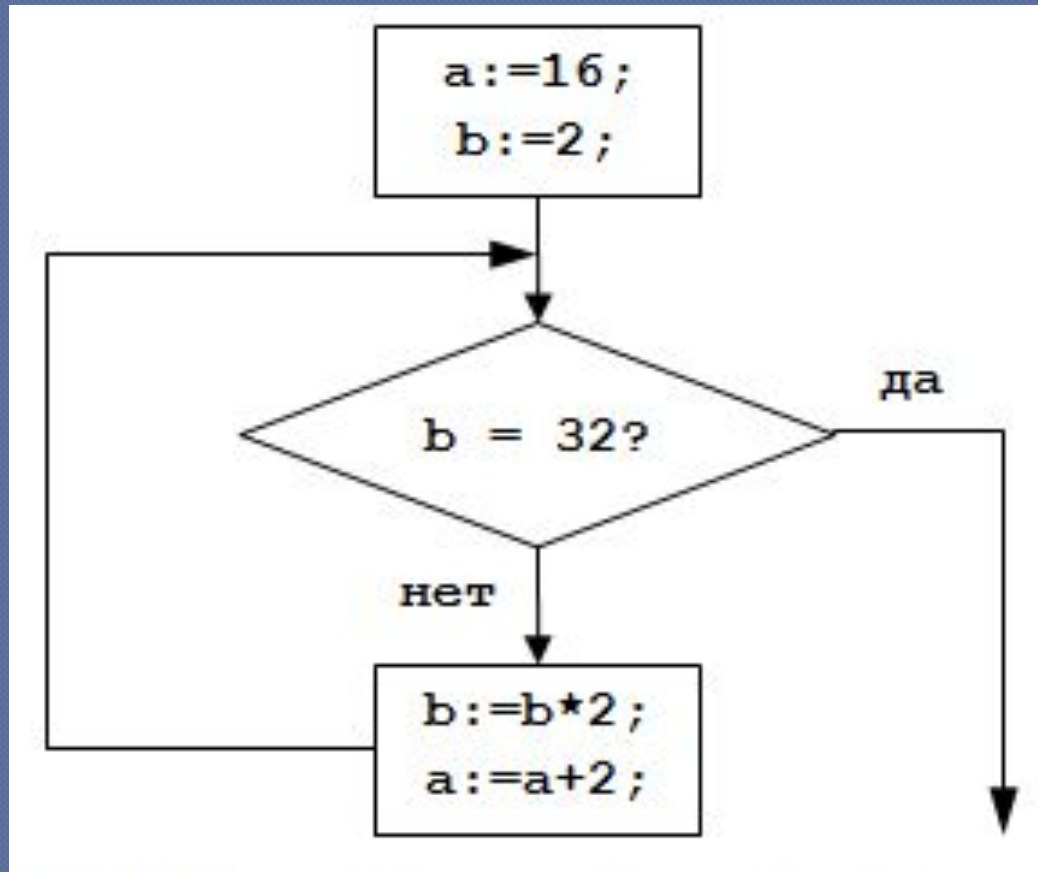 a:=16;
b:=2;
b = 32?
да
нет
b:=b*2;
a:=a+2;